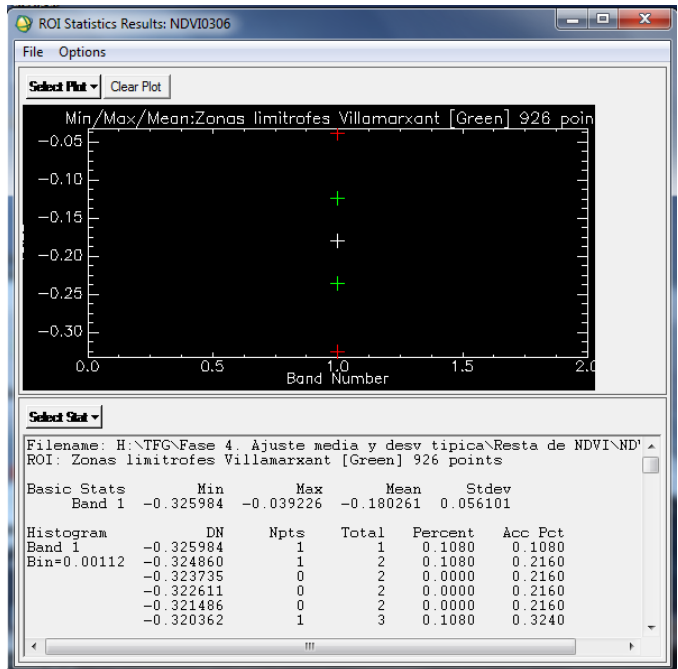 ROI Statistics Results: NDVI0306
File Options
Select Plot Clear Plot
Min/Max/Mean:Zonas limitrofes Villamarxant [Green] 926 poin
-0.05
-0.10
-0.15
-0.20
-0.25
-0.30
0.0 0.5 1.0 1.5 2.0
Band Number
Select Stat
Filename: H:\TFG\Fase 4. Ajuste media y desv tipica\Resta de NDVI\ND
ROI: Zonas limitrofes Villamarxant [Green] 926 points
Basic Stats Min Max Mean Stdev
Band 1 -0.325984 -0.039226 -0.180261 0.056101
Histogram DN Npts Total Percent Acc Pct
Band 1 -0.325984 1 1 0.1080 0.1080
Bin=0.00112 -0.324860 1 2 0.1080 0.2160
-0.323735 0 2 0.0000 0.2160
-0.322611 0 2 0.0000 0.2160
-0.321486 0 2 0.0000 0.2160
-0.320362 1 3 0.1080 0.3240